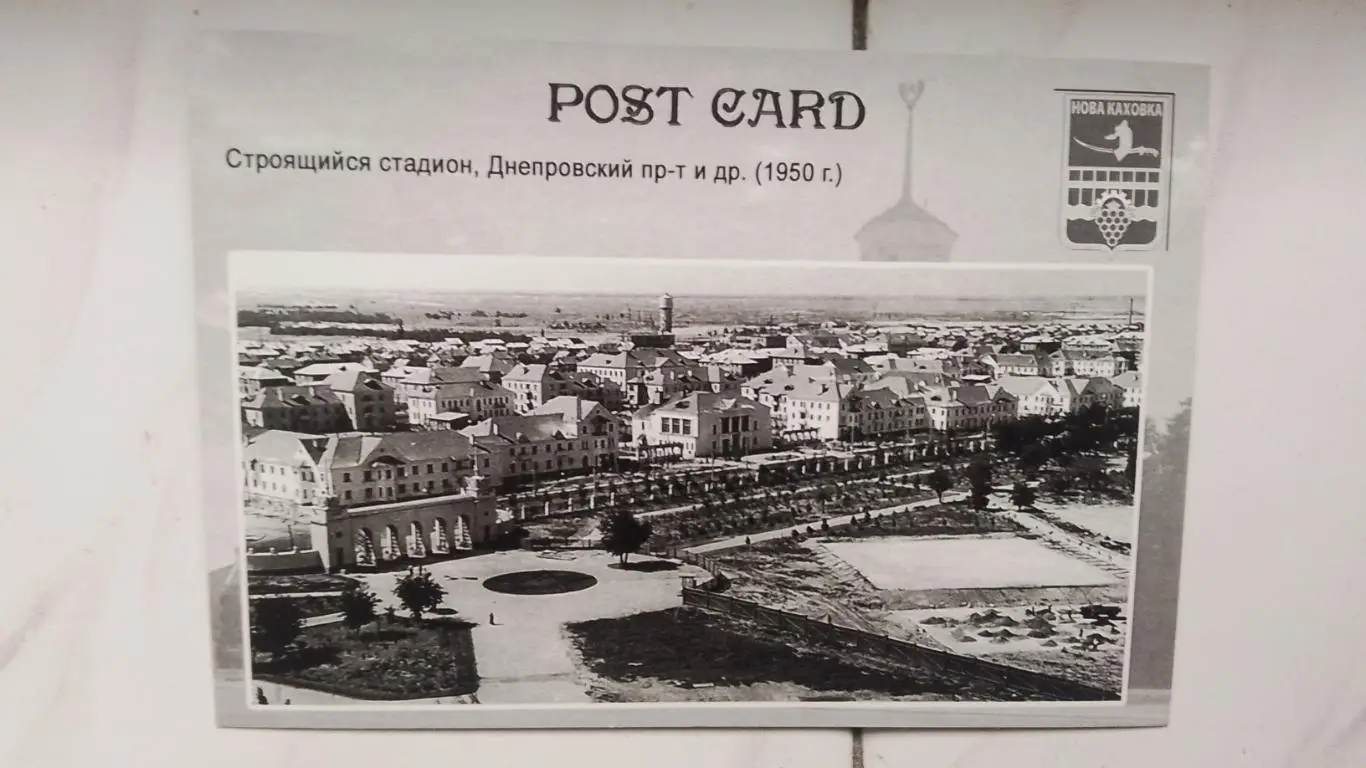 POST CARD
Строящийся стадион, Днепровский пр-т и др. (1950 г.)
НОВА КАХОВКА